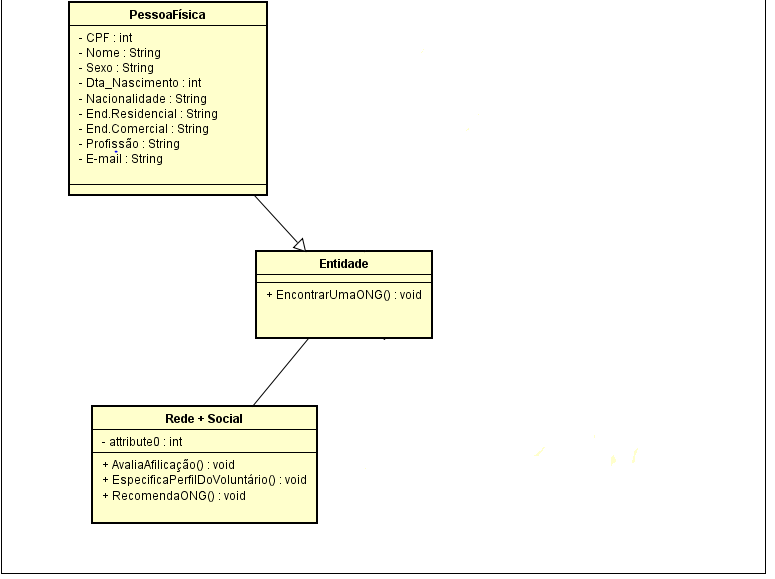 PessoaFísica
- CPF : int
- Nome : String
- Sexo : String
- Dta_Nascimento : int
- Nacionalidade : String
- End.Residencial : String
- End.Comercial : String
- Profissão : String
- E-mail : String
Entidade
+ EncontrarUmaONG() : void
Rede + Social
- attribute0 : int
+ AvaliaAfilicação() : void
+ EspecificaPerfilDoVoluntário() : void
+ RecomendaONG() : void